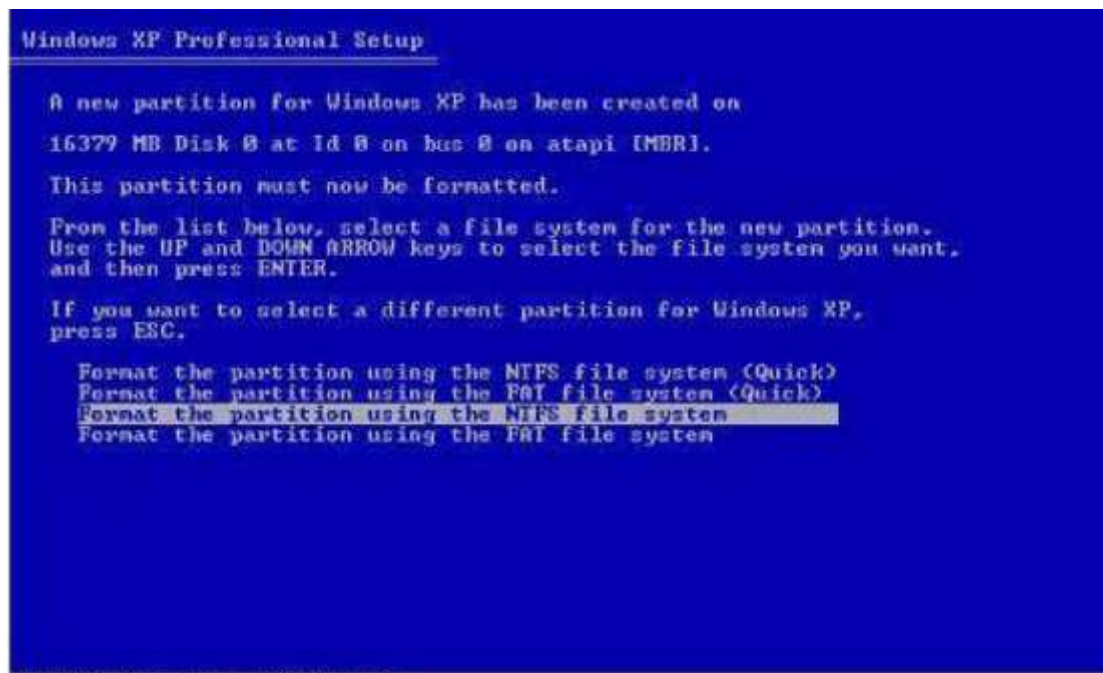 Windows XP Professional Setup
A new partition for Windows XP has been created on
16379 MB Disk 0 at Id 0 on bus 0 on atapi [MBR].
This partition must now be formatted.
From the list below, select a file system for the new partition.
Use the UP and DOWN ARROW keys to select the file system you want,
and then press ENTER.
If you want to select a different partition for Windows XP,
press ESC.
Format the partition using the NTFS file system (Quick)
Format the partition using the FAT file system (Quick)
Format the partition using the NTFS file system
Format the partition using the FAT file system